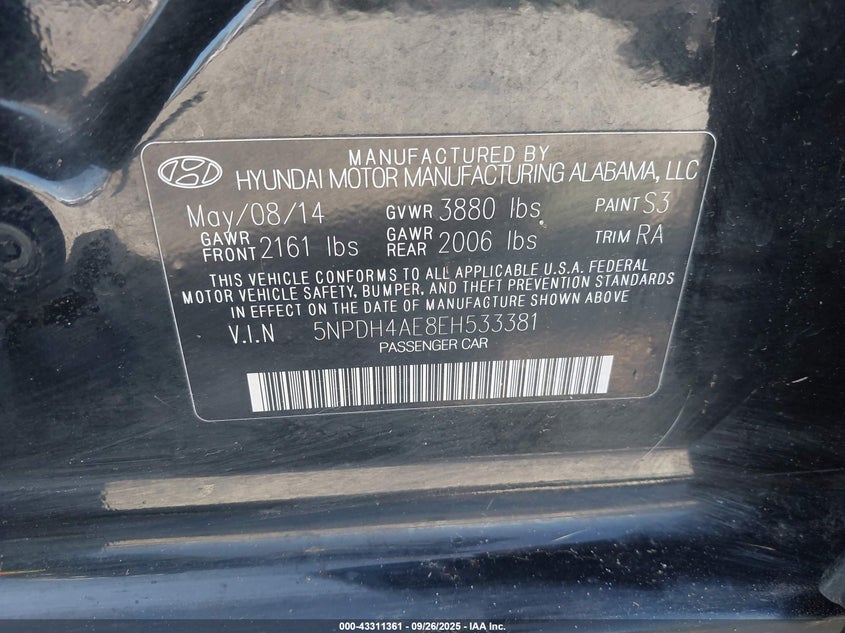 MANUFACTURED BY
HYUNDAI MOTOR MANUFACTURING ALABAMA, LLC
May/08/14 GVWR 3880 lbs PAINT S3
GAWR FRONT 2161 lbs GAWR REAR 2006 lbs TRIM RA
THIS VEHICLE CONFORMS TO ALL APPLICABLE U.S.A. FEDERAL
MOTOR VEHICLE SAFETY, BUMPER, AND THEFT PREVENTION STANDARDS
IN EFFECT ON THE DATE OF MANUFACTURE SHOWN ABOVE
V.I.N 5NPDH4AE8EH533381
PASSENGER CAR
000-43311361 - 09/26/2025 - IAA Inc.